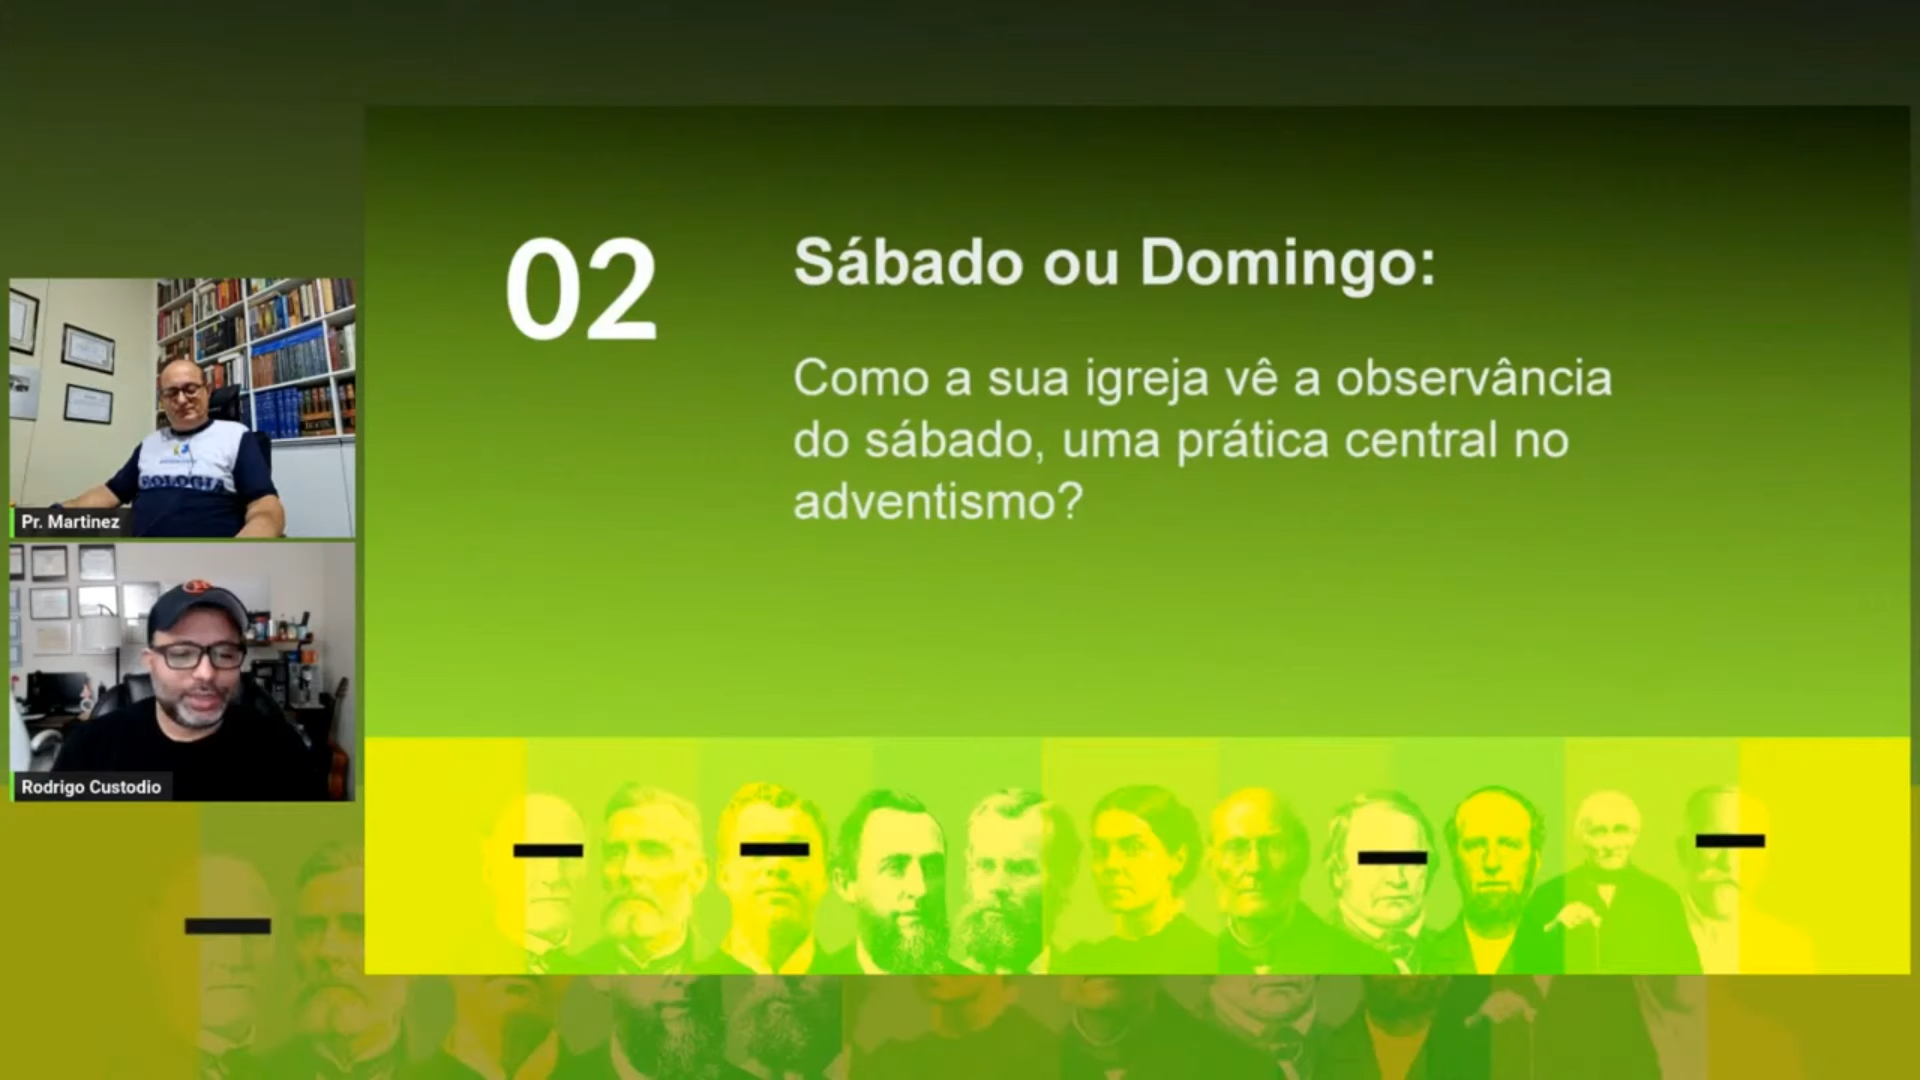 02
Sábado ou Domingo:
Como a sua igreja vê a observância
do sábado, uma prática central no
adventismo?
Pr. Martinez
Rodrigo Custodio